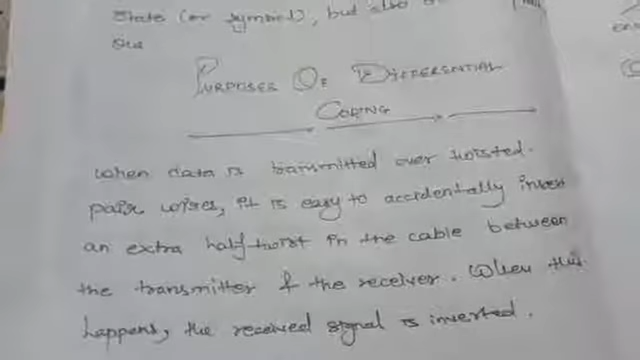 state (or symbol), but also on
one
PURPOSES OF DIFFERENTIAL
CODING
When data is transmitted over twisted-
pair wires, it is easy to accidentally insert
an extra half-twist in the cable between
the transmitter & the receiver. When this
happens, the received signal is inverted.